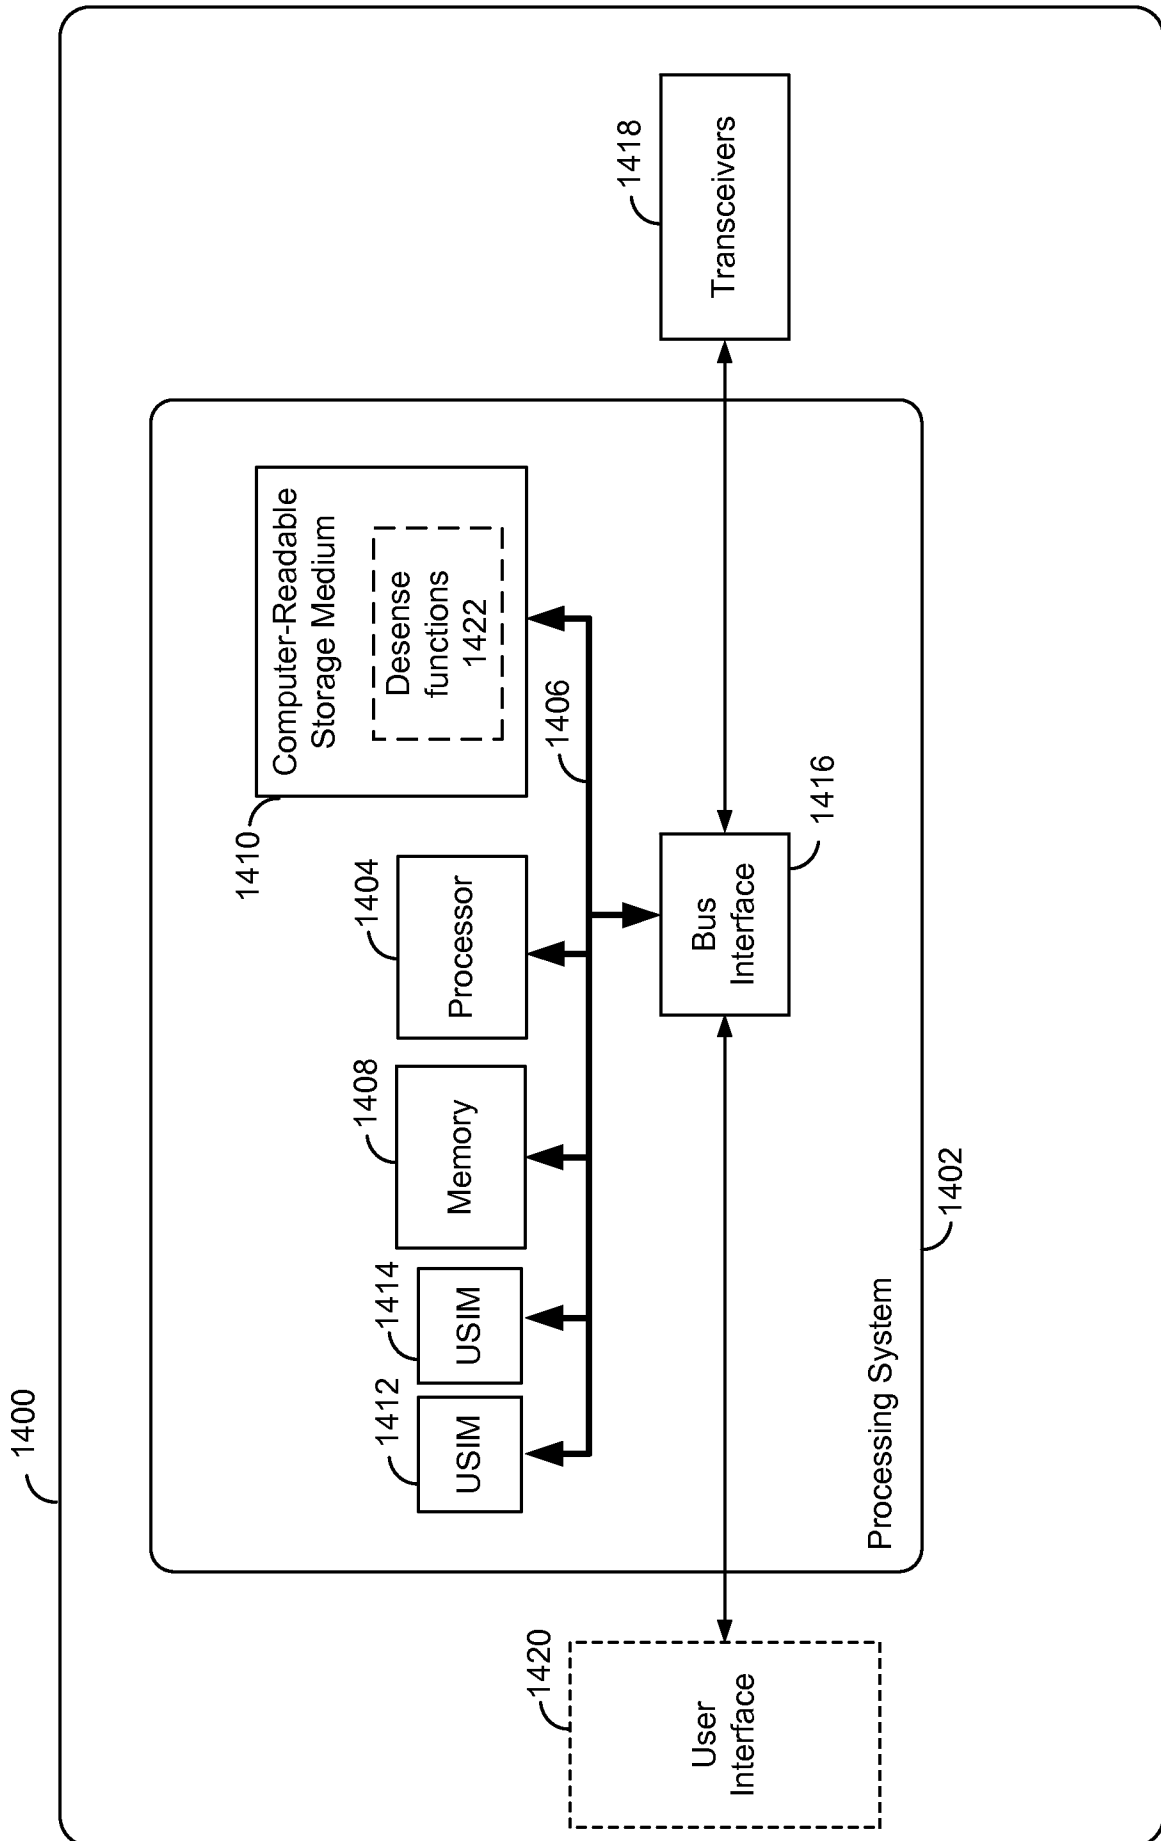 1400
1412
USIM
1414
USIM
1408
Memory
1404
Processor
1410
Computer-Readable
Storage Medium
Desense
functions
1422
1406
1420
User
Interface
Bus
Interface
1416
1418
Transceivers
Processing System
1402